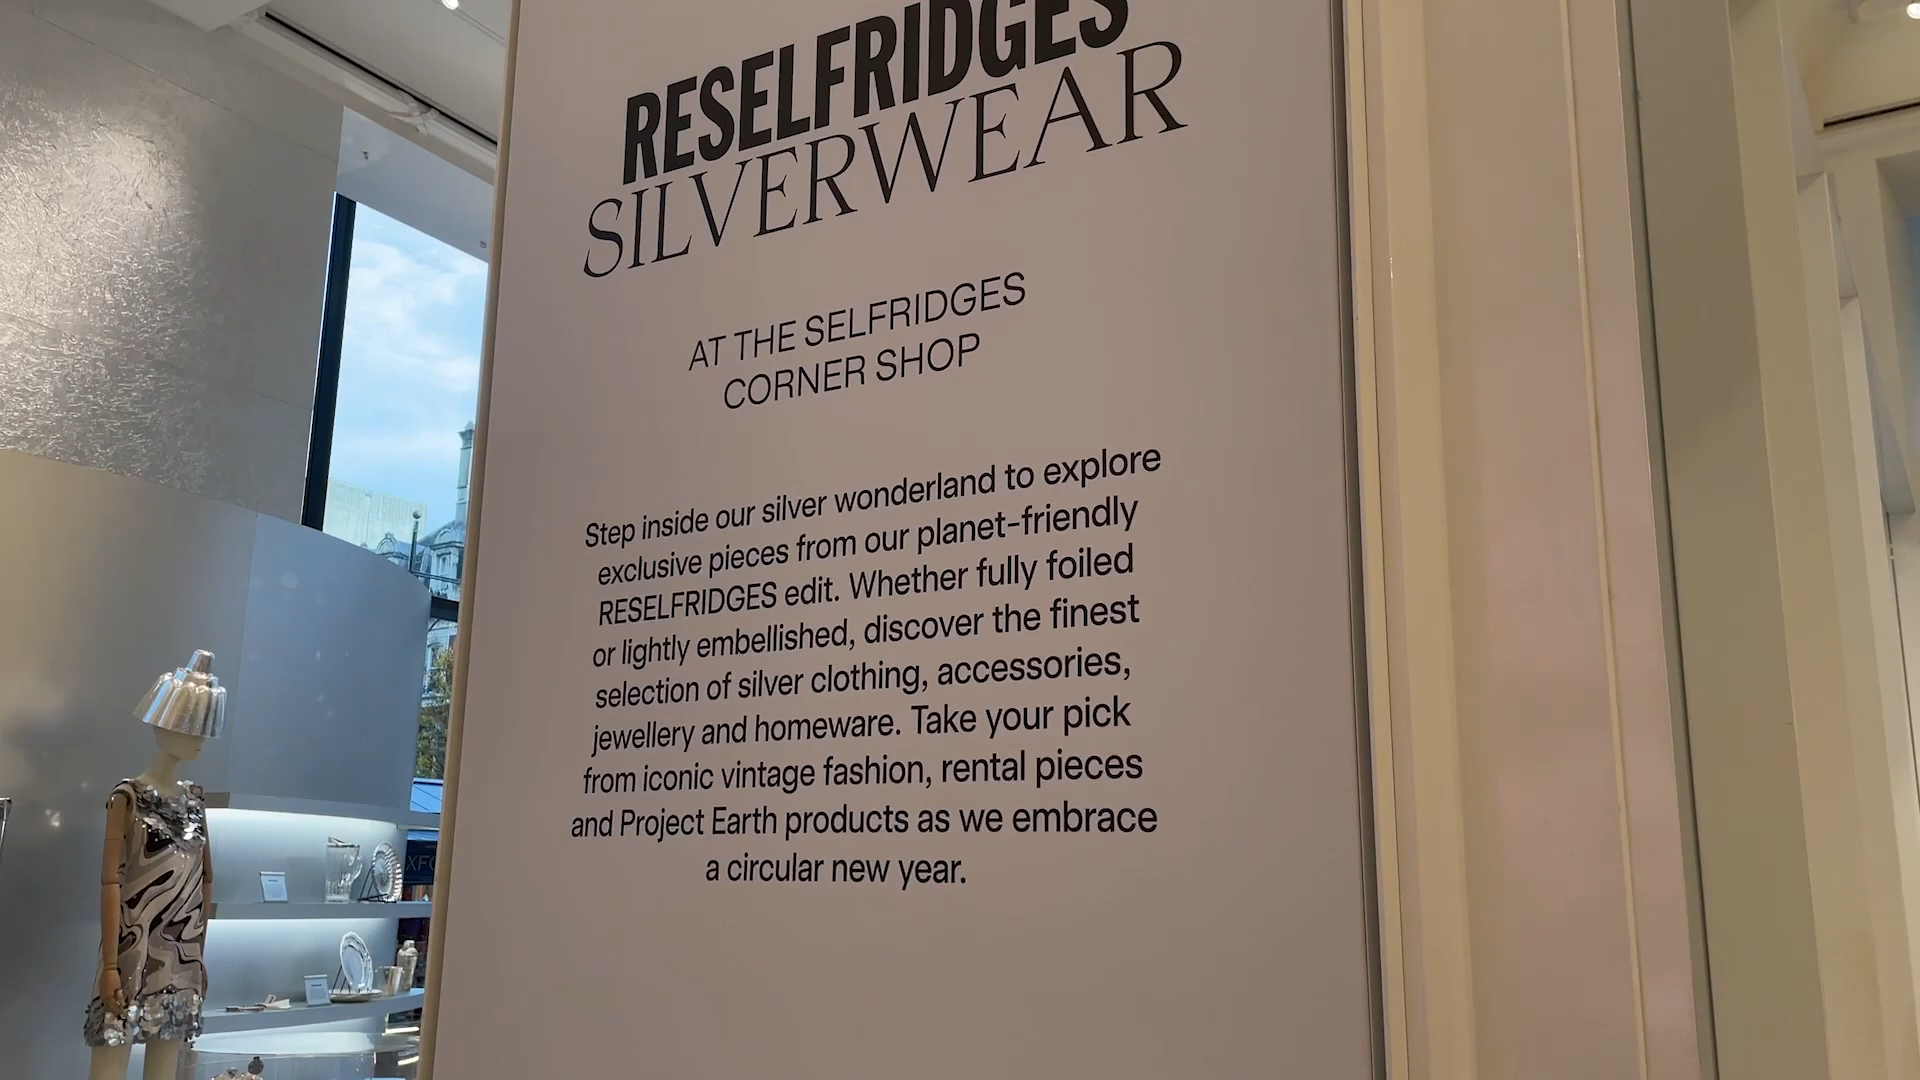 RESELFRIDGES
SILVERWEAR
AT THE SELFRIDGES
CORNER SHOP
Step inside our silver wonderland to explore
exclusive pieces from our planet-friendly
RESELFRIDGES edit. Whether fully foiled
or lightly embellished, discover the finest
selection of silver clothing, accessories,
jewellery and homeware. Take your pick
from iconic vintage fashion, rental pieces
and Project Earth products as we embrace
a circular new year.